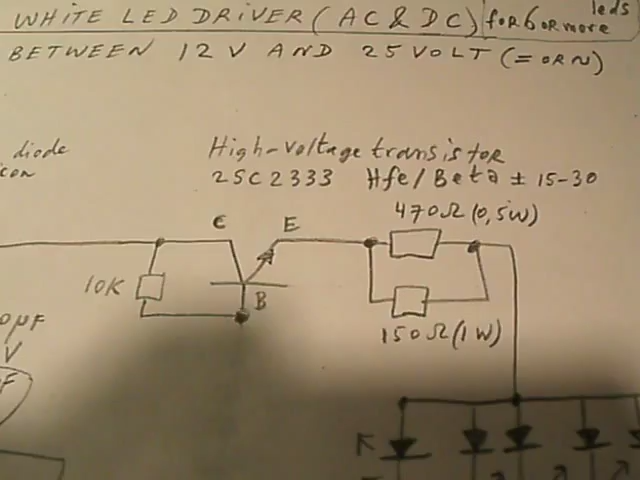 WHITE LED DRIVER (AC & DC) for 6 or more leds
BETWEEN 12 V AND 25 VOLT (= OR N)
diode
High-voltage transistor
2SC2333 Hfe/Beta ± 15-30
470Ω (0,5W)
C E
10K
B
0µF
V
F
150Ω (1W)
K